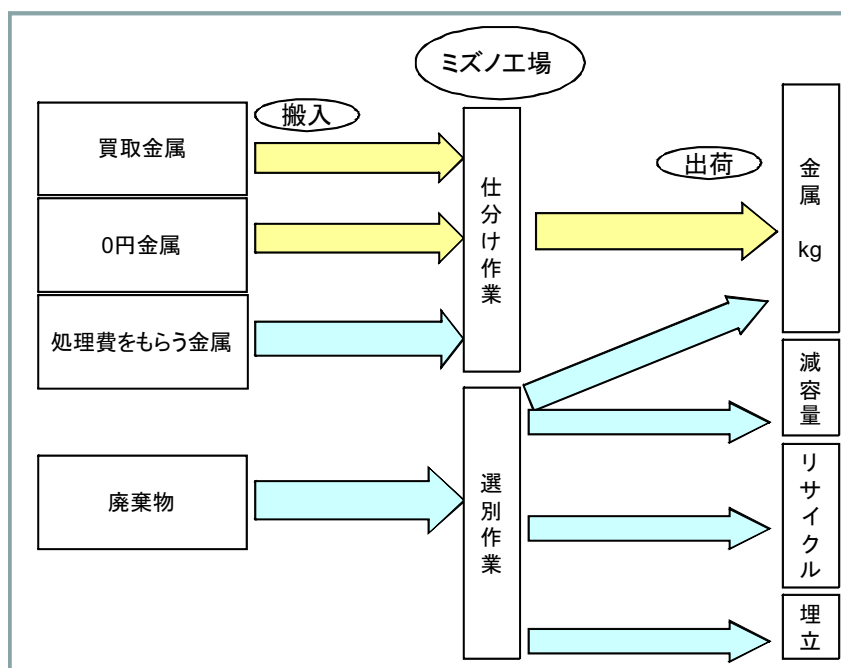 ミズノ工場
搬入
出荷
買取金属
0円金属
処理費をもらう金属
廃棄物
仕分け作業
選別作業
金属 kg
減容量
リサイクル
埋立